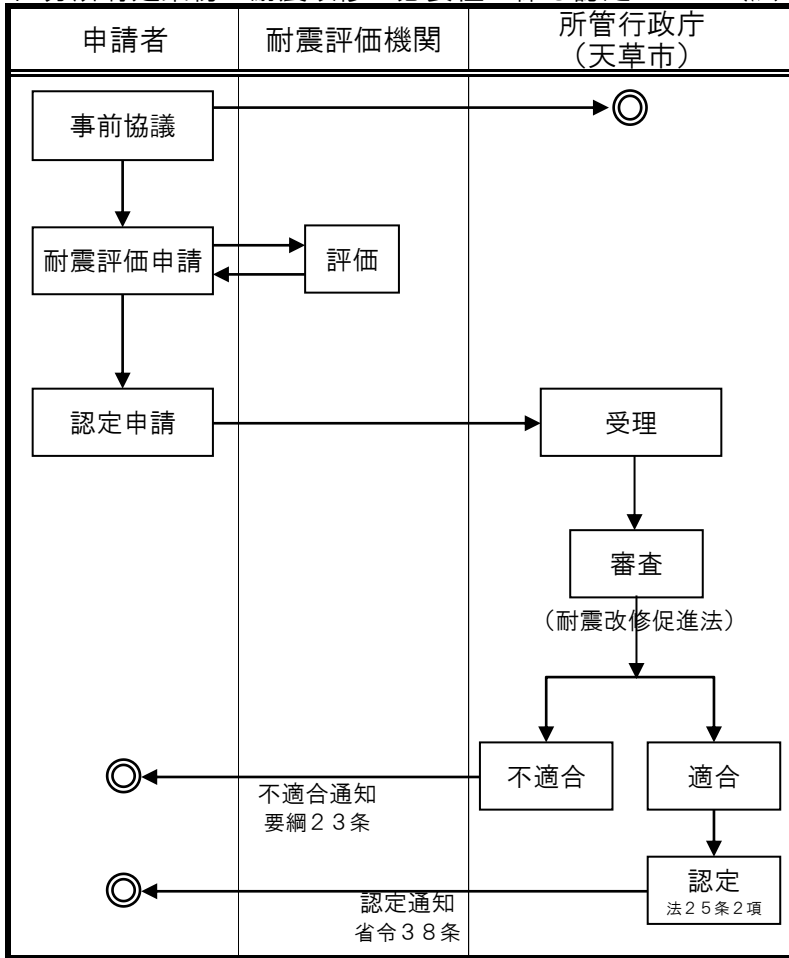 申請者
耐震評価機関
所管行政庁
(天草市)
事前協議
耐震評価申請
評価
認定申請
受理
審査
(耐震改修促進法)
不適合
適合
不適合通知
要綱23条
認定
法25条2項
認定通知
省令38条